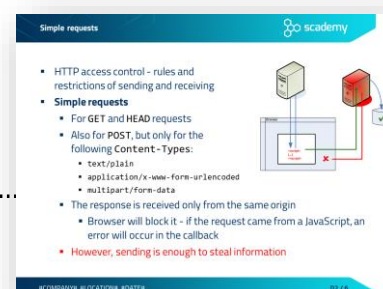 Simple requests
scademy
HTTP access control - rules and
restrictions of sending and receiving
Simple requests
For GET and HEAD requests
Also for POST, but only for the
following Content-Types:
text/plain
application/x-www-form-urlencoded
multipart/form-data
The response is received only from the same origin
Browser will block it - if the request came from a JavaScript, an
error will occur in the callback
However, sending is enough to steal information